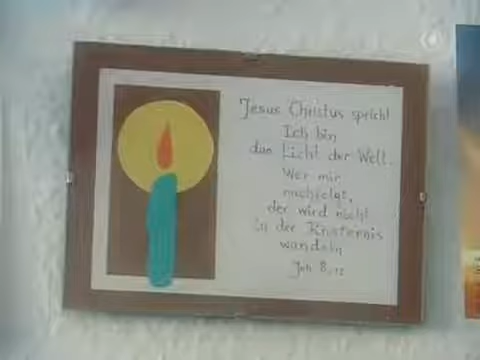 Jesus Christus spricht
Ich bin
das Licht der Welt.
Wer mir
nachfolgt,
der wird nicht
in der Finsternis
wandeln
Joh 8,12